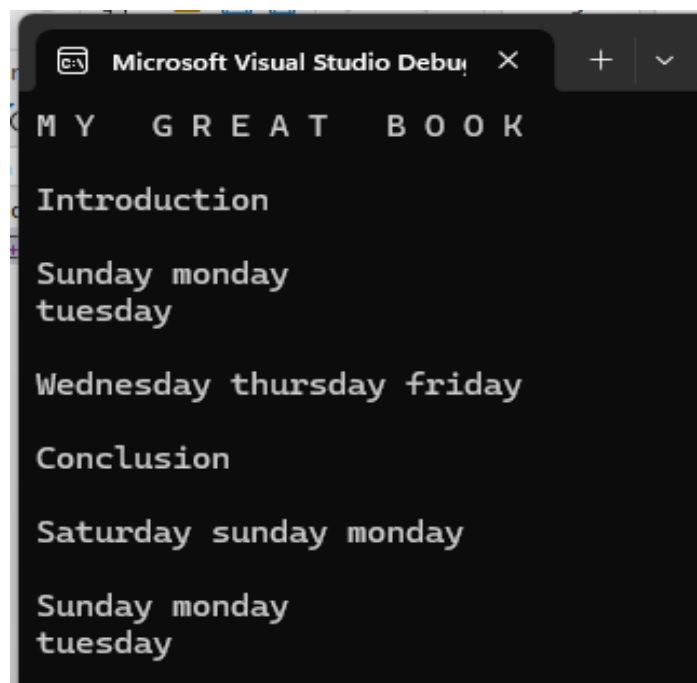 Microsoft Visual Studio Debu
M Y  G R E A T  B O O K
Introduction
Sunday monday
tuesday
Wednesday thursday friday
Conclusion
Saturday sunday monday
Sunday monday
tuesday